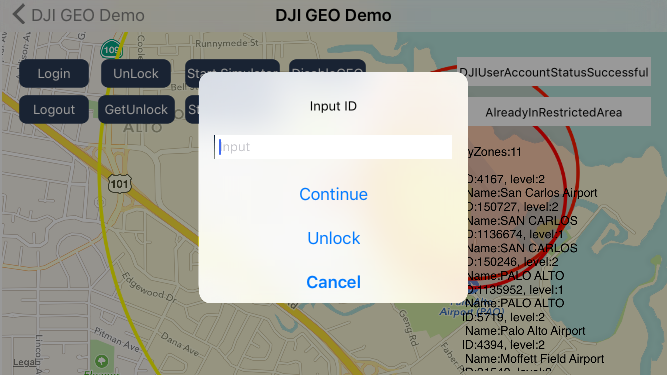 DJI GEO Demo
DJI GEO Demo
109
Runnymede St
Login
UnLock
Start Simulator
DisableGEO
DJIUserAccountStatusSuccessful
Bell St
Logout
GetUnlock
AlreadyInRestrictedArea
ALTO
Input ID
Input
Continue
Unlock
Cancel
yZones:11
ID:4167, level:2
Name:San Carlos Airport
ID:150727, level:2
Name:SAN CARLOS
ID:1136674, level:1
Name:SAN CARLOS
ID:150246, level:2
Name:PALO ALTO
ID:1135952, level:1
Name:PALO ALTO
ID:5719, level:2
Name:Palo Alto Airport
ID:4394, level:2
Name:Moffett Field Airport
101
Edgewood Dr
Pitman Ave
Dana Ave
Geng Rd
Airport (PAO)
Legal